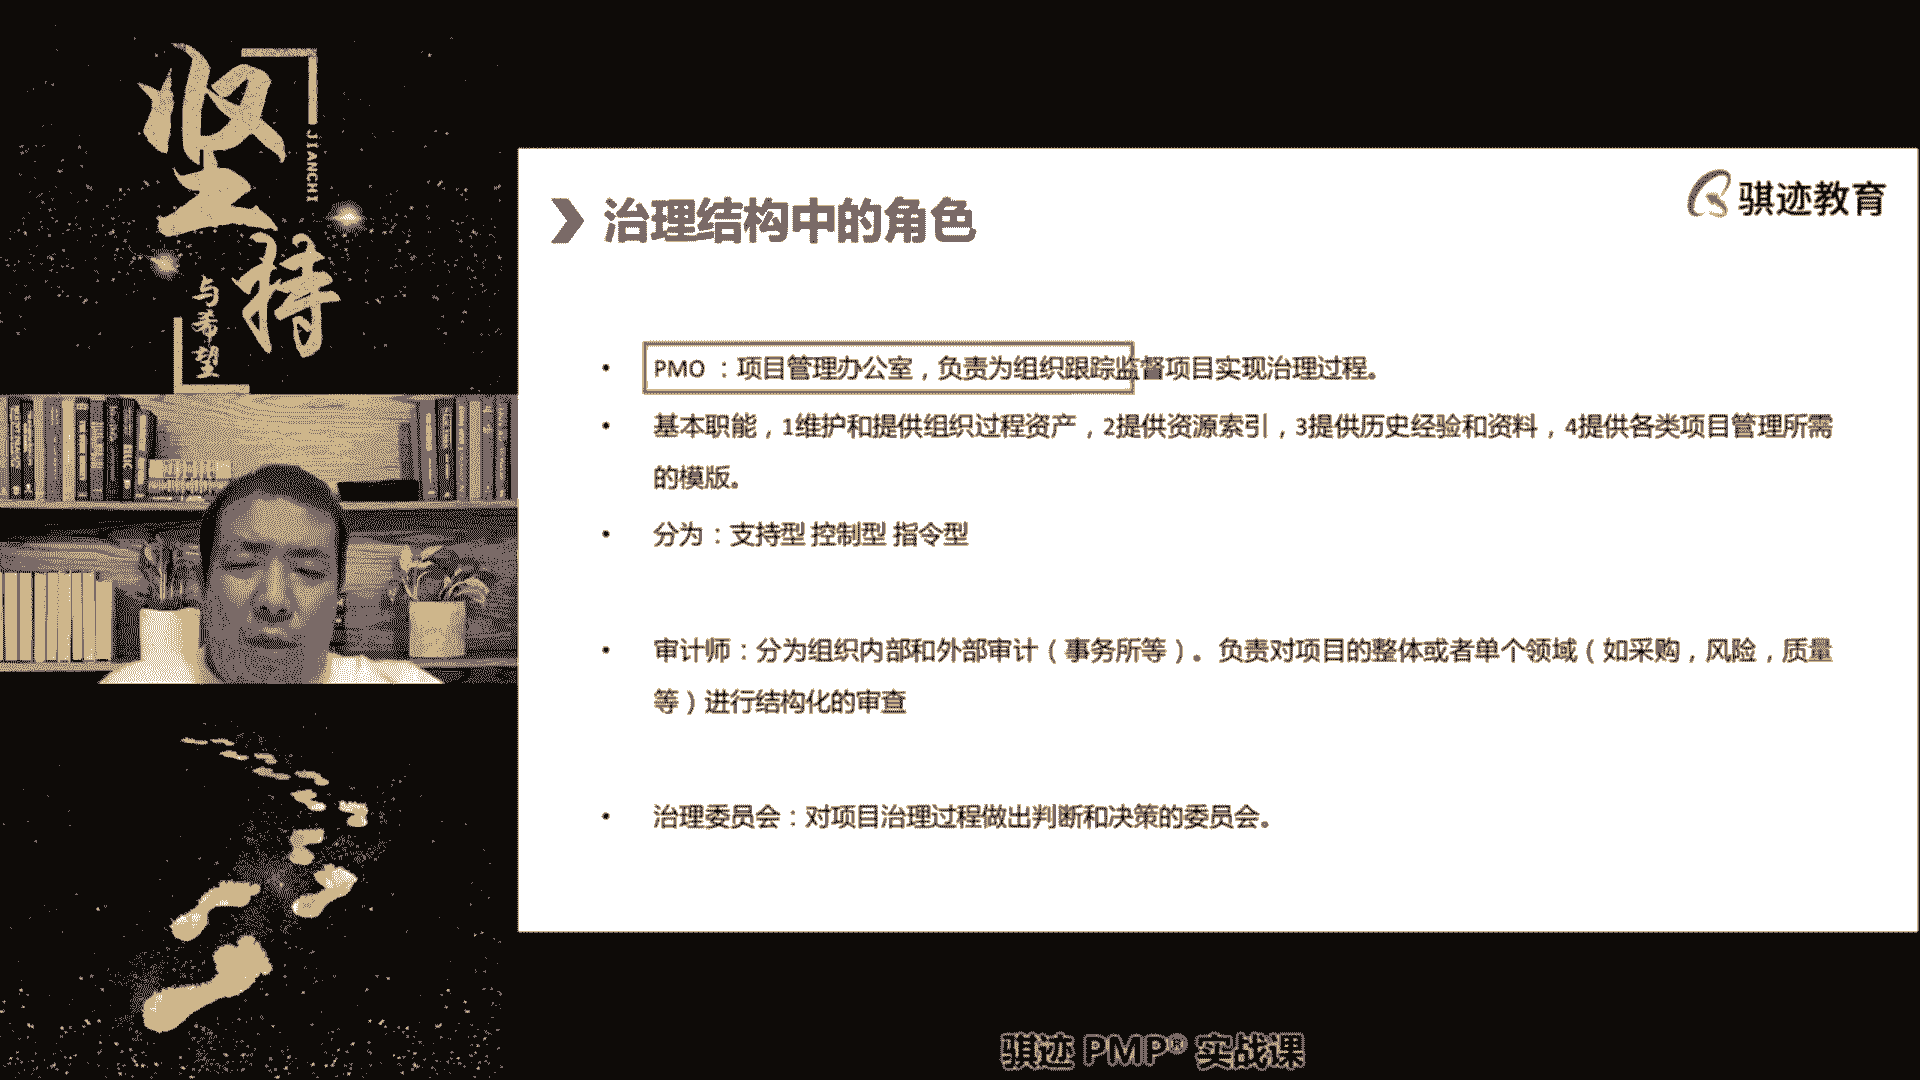 坚持
JIANCHI
与希望
骐迹教育
治理结构中的角色
PMO ：项目管理办公室，负责为组织跟踪监督项目实现治理过程。
基本职能，1维护和提供组织过程资产，2提供资源索引，3提供历史经验和资料，4提供各类项目管理所需
的模版。
分为：支持型 控制型 指令型
审计师：分为组织内部和外部审计（事务所等）。负责对项目的整体或者单个领域（如采购，风险，质量
等）进行结构化的审查
治理委员会：对项目治理过程做出判断和决策的委员会。
骐迹 PMP® 实战课